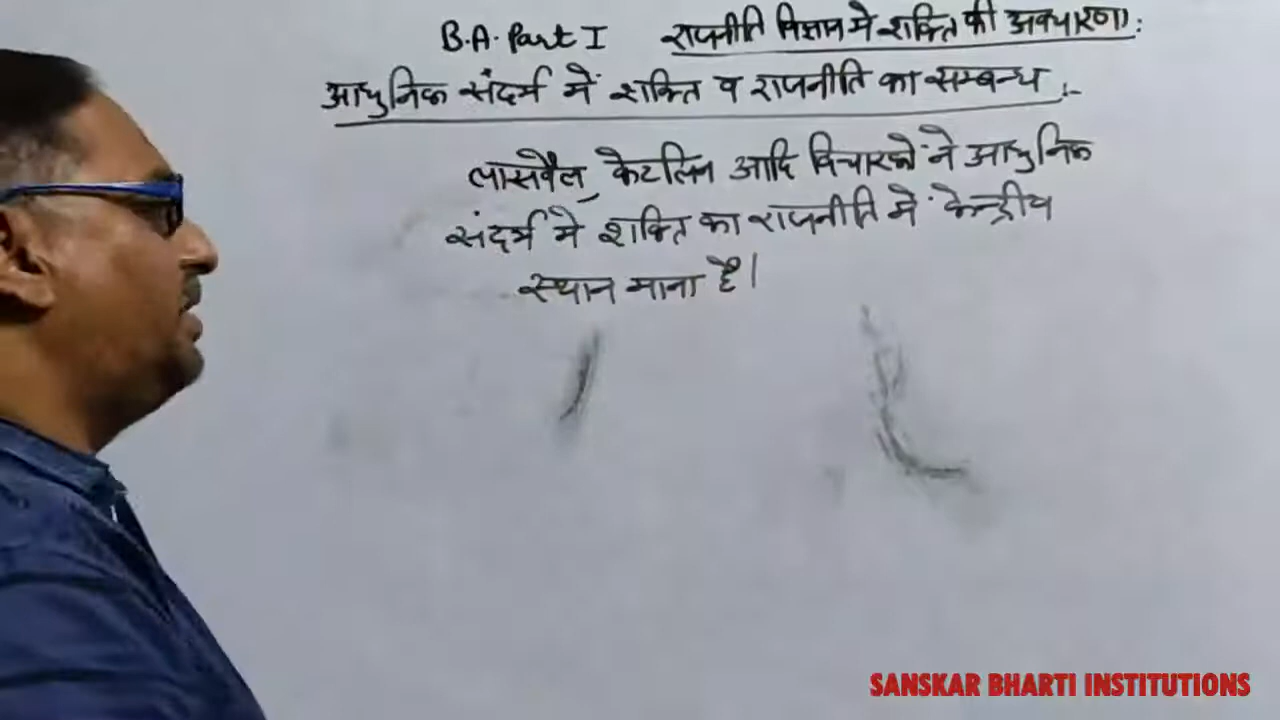 B.A. Part I राजनीति विज्ञान मे शक्ति की अवधारणा:
आधुनिक संदर्भ में शक्ति व राजनीति का सम्बन्ध :-
लासवैल, केटलिन आदि विचारको ने आधुनिक
संदर्भ मे शक्ति का राजनीति में केन्द्रीय
स्थान माना है।
SANSKAR BHARTI INSTITUTIONS